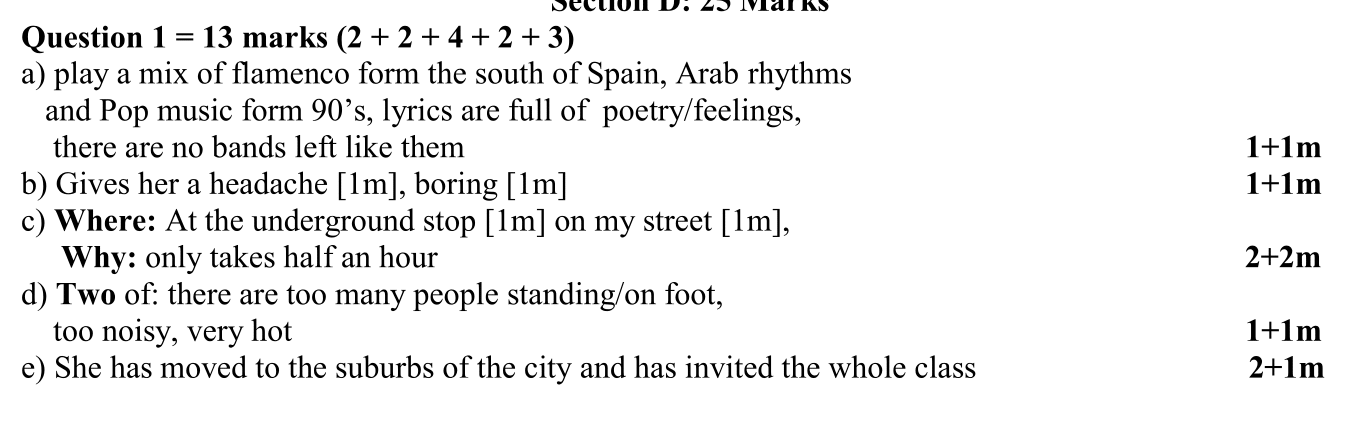 Section D: 25 Marks
Question 1 = 13 marks (2 + 2 + 4 + 2 + 3)
a) play a mix of flamenco form the south of Spain, Arab rhythms
and Pop music form 90’s, lyrics are full of  poetry/feelings,
there are no bands left like them 1+1m
b) Gives her a headache [1m], boring [1m] 1+1m
c) Where: At the underground stop [1m] on my street [1m],
Why: only takes half an hour 2+2m
d) Two of: there are too many people standing/on foot,
too noisy, very hot 1+1m
e) She has moved to the suburbs of the city and has invited the whole class 2+1m